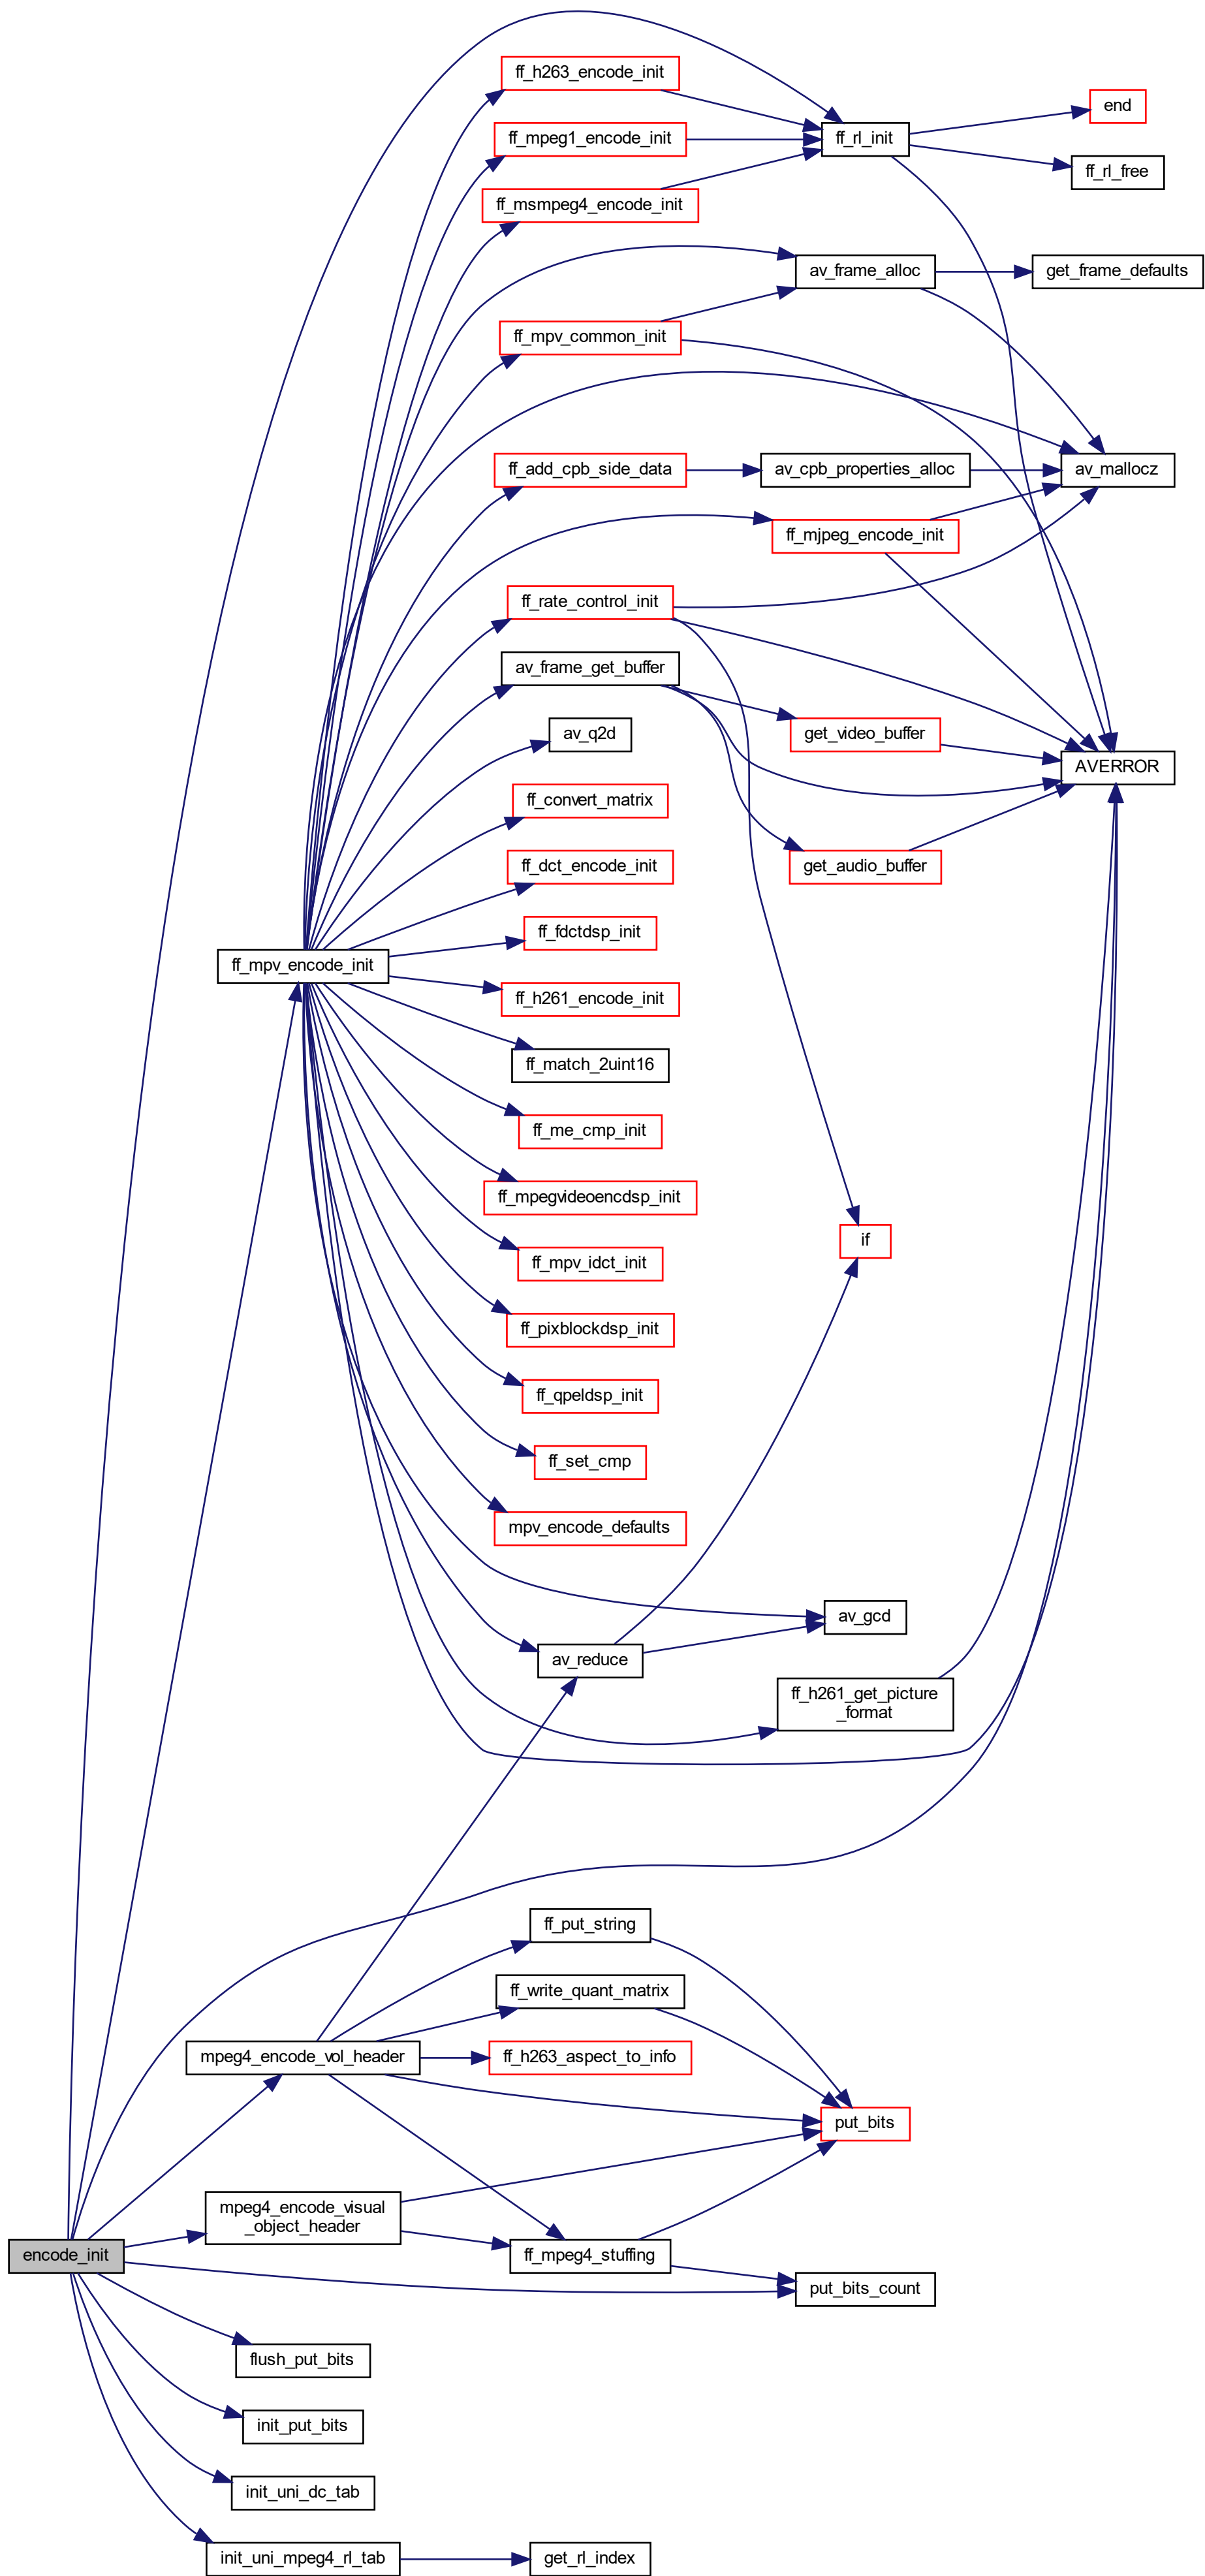 ff_h263_encode_init
end
ff_mpeg1_encode_init
ff_rl_init
ff_rl_free
ff_msmpeg4_encode_init
av_frame_alloc
get_frame_defaults
ff_mpv_common_init
ff_add_cpb_side_data
av_cpb_properties_alloc
av_mallocz
ff_mjpeg_encode_init
ff_rate_control_init
av_frame_get_buffer
av_q2d
get_video_buffer
AVERROR
ff_convert_matrix
ff_dct_encode_init
get_audio_buffer
ff_fdctdsp_init
ff_mpv_encode_init
ff_h261_encode_init
ff_match_2uint16
ff_me_cmp_init
ff_mpegvideoencdsp_init
if
ff_mpv_idct_init
ff_pixblockdsp_init
ff_qpeldsp_init
ff_set_cmp
mpv_encode_defaults
av_gcd
av_reduce
ff_h261_get_picture
_format
ff_put_string
ff_write_quant_matrix
mpeg4_encode_vol_header
ff_h263_aspect_to_info
put_bits
mpeg4_encode_visual
_object_header
encode_init
ff_mpeg4_stuffing
put_bits_count
flush_put_bits
init_put_bits
init_uni_dc_tab
init_uni_mpeg4_rl_tab
get_rl_index